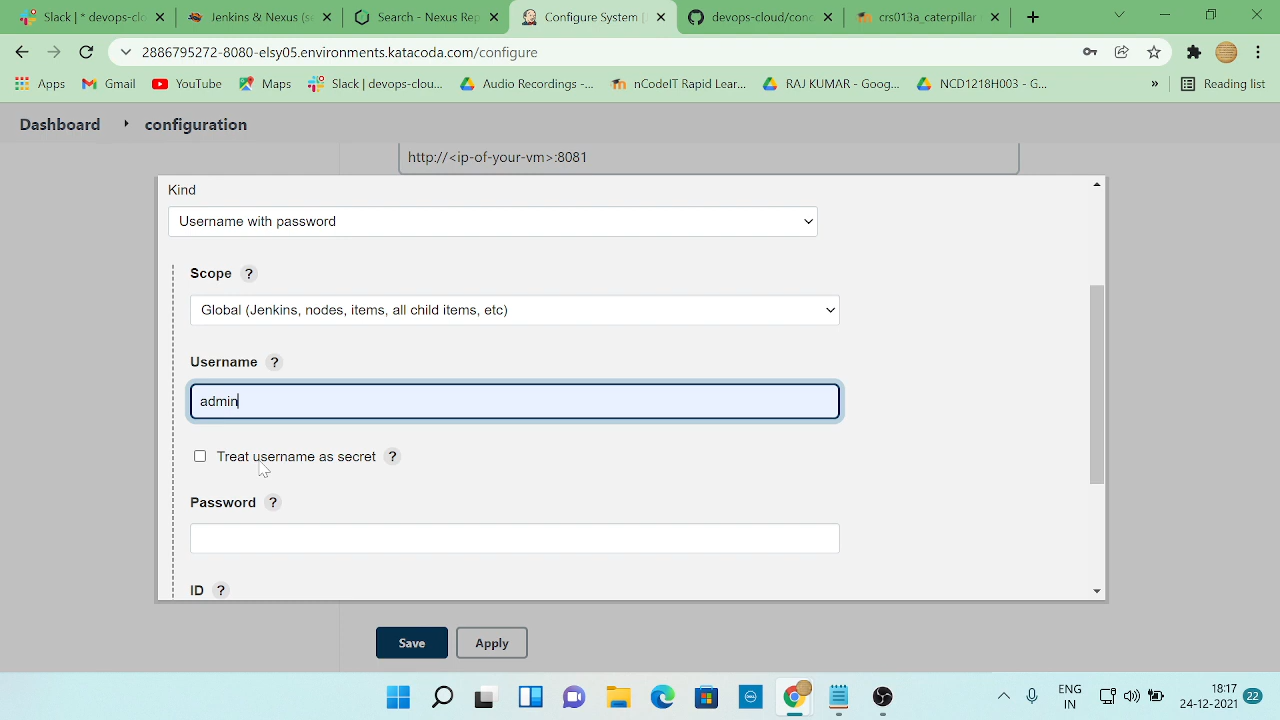 Slack | * devops-clo
Jenkins & Nexus (se
Search - Nexus Rep
Configure System [
devops-cloud/conc
crs013a_caterpillar
2886795272-8080-elsy05.environments.katacoda.com/configure
Apps
Gmail
YouTube
Maps
Slack | devops-clou...
Audio Recordings -...
nCodeIT Rapid Lear...
RAJ KUMAR - Goog...
NCD1218H003 - G...
»
Reading list
Dashboard
configuration
http://<ip-of-your-vm>:8081
Kind
Username with password
Scope ?
Global (Jenkins, nodes, items, all child items, etc)
Username ?
admin
Treat username as secret ?
Password ?
ID ?
Save
Apply
DELL
ENG
IN
18:17
24-12-2021
22